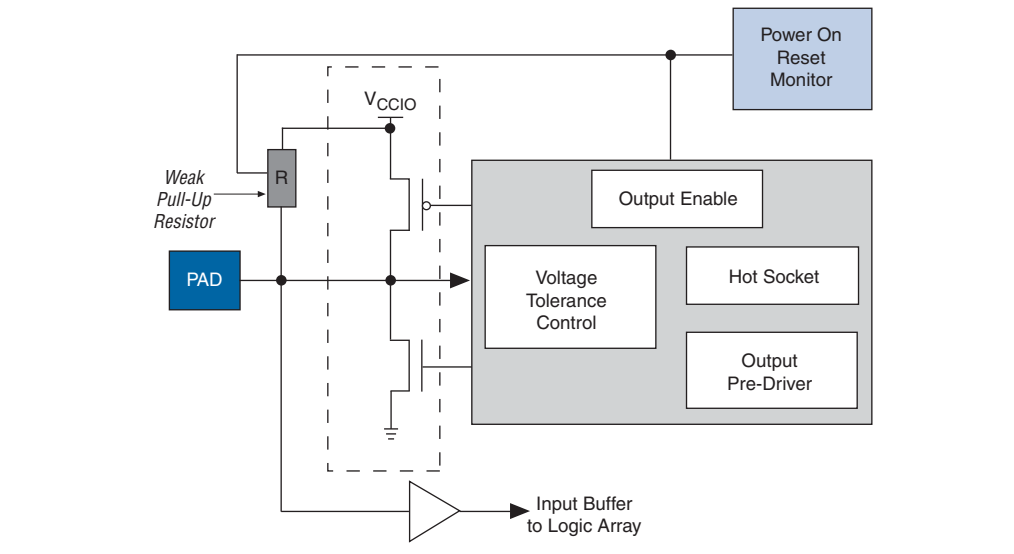 Power On
Reset
Monitor
VCCIO
R
Weak
Pull-Up
Resistor
Output Enable
PAD
Voltage
Tolerance
Control
Hot Socket
Output
Pre-Driver
Input Buffer
to Logic Array